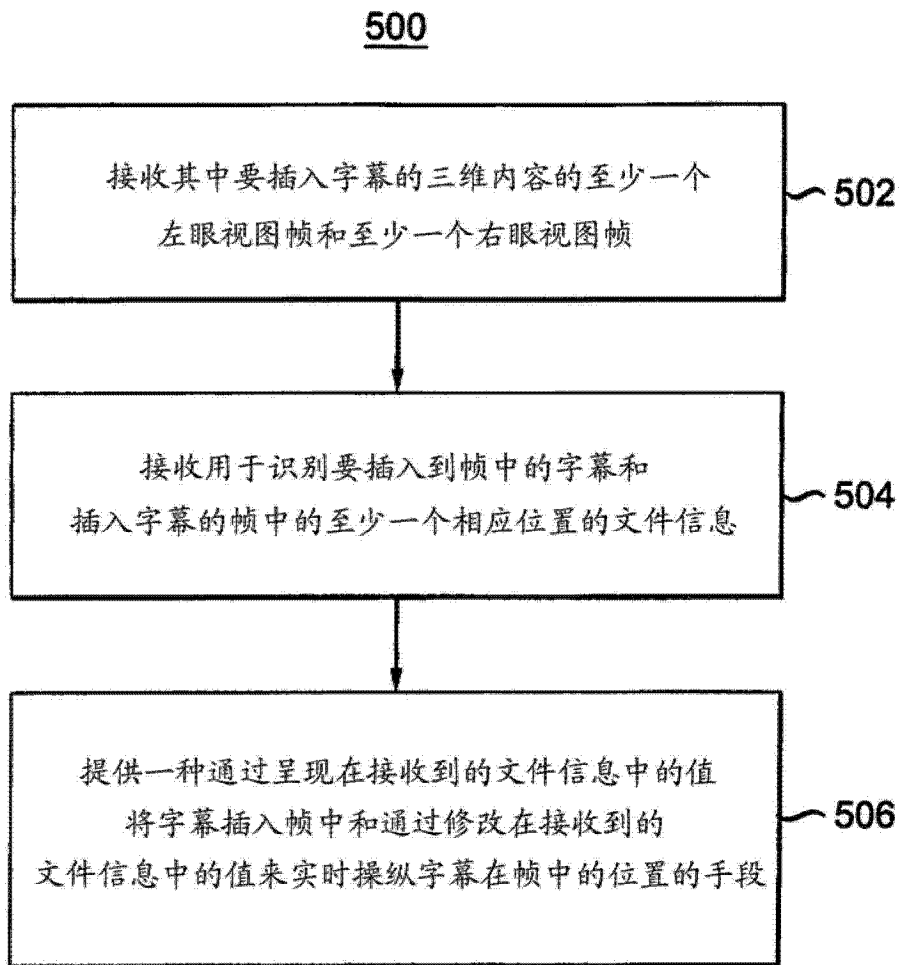 500
接收其中要插入字幕的三维内容的至少一个
左眼视图帧和至少一个右眼视图帧
502
接收用于识别要插入到帧中的字幕和
插入字幕的帧中的至少一个相应位置的文件信息
504
提供一种通过呈现在接收到的文件信息中的值
将字幕插入帧中和通过修改在接收到的
文件信息中的值来实时操纵字幕在帧中的位置的手段
506